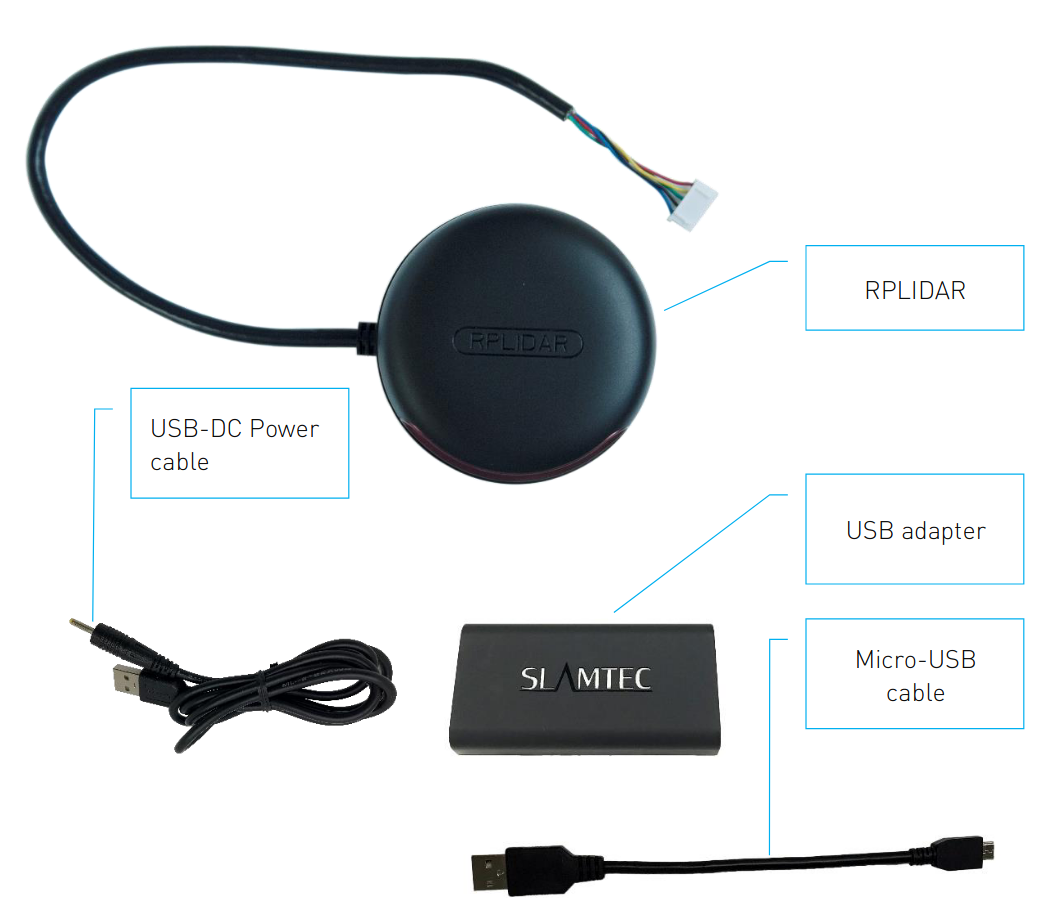 RPLIDAR
RPLIDAR
USB-DC Power
cable
USB adapter
SLAMTEC
Micro-USB
cable